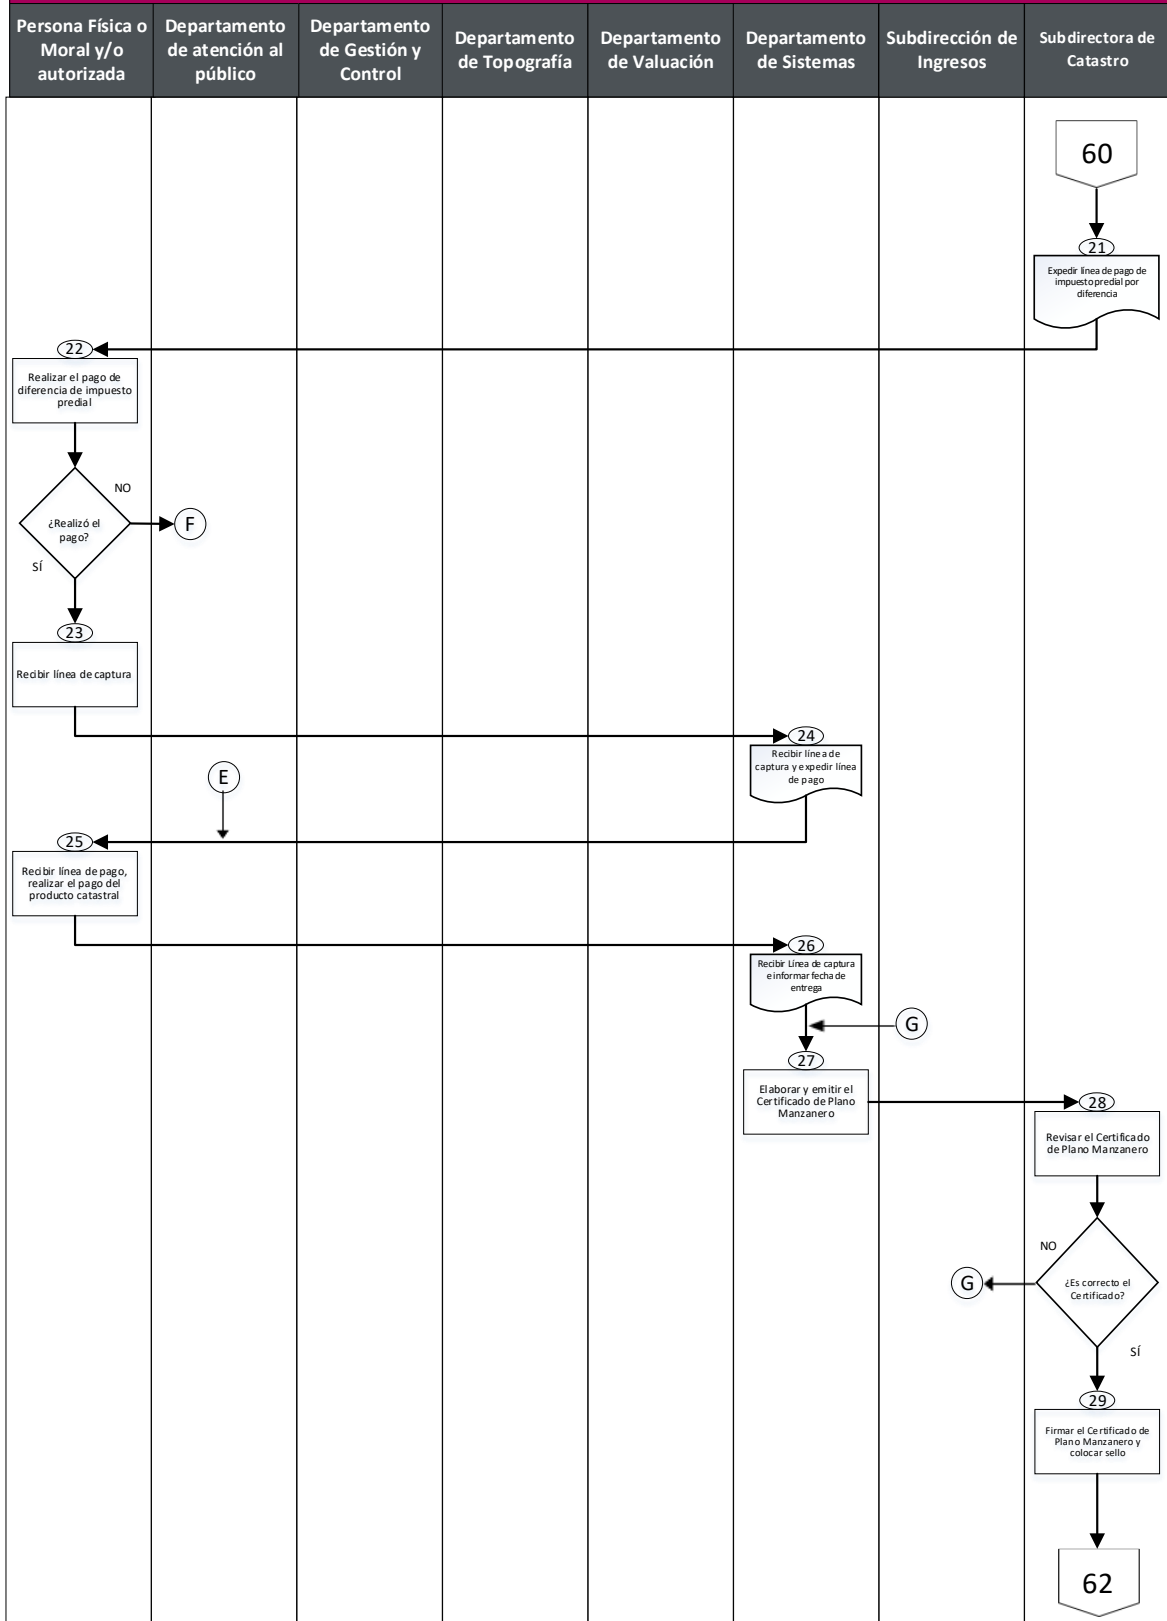 Persona Física o
Moral y/o
autorizada
Departamento
de atención al
público
Departamento
de Gestión y
Control
Departamento
de Topografía
Departamento
de Valuación
Departamento
de Sistemas
Subdirección de
Ingresos
Subdirectora de
Catastro
60
21
Expedir línea de pago de
impuesto predial por
diferencia
22
Realizar el pago de
diferencia de impuesto
predial
NO
¿Realizó el
pago?
F
SÍ
23
Recibir línea de captura
24
Recibir línea de
captura y expedir línea
de pago
E
25
Recibir línea de pago,
realizar el pago del
producto catastral
26
Recibir Línea de captura
e informar fecha de
entrega
G
27
Elaborar y emitir el
Certificado de Plano
Manzanero
28
Revisar el Certificado
de Plano Manzanero
NO
¿Es correcto el
Certificado?
G
SÍ
29
Firmar el Certificado de
Plano Manzanero y
colocar sello
62